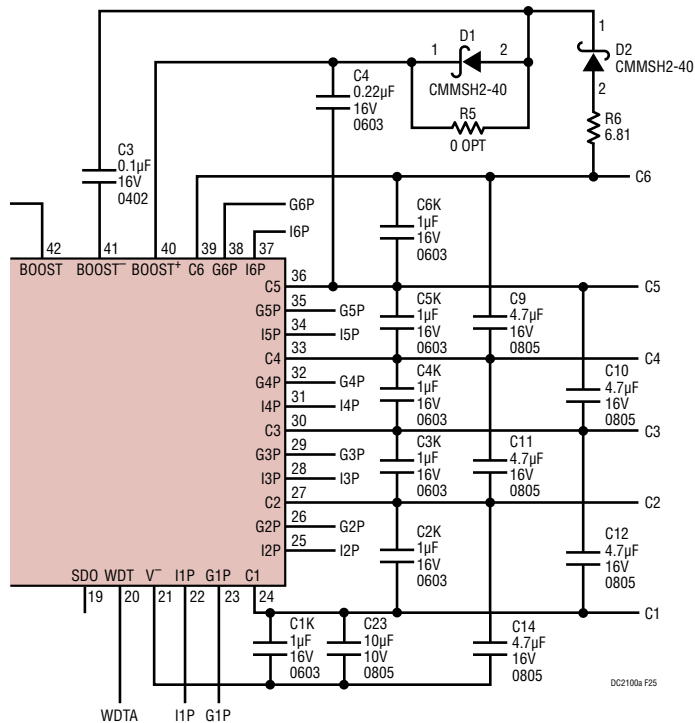 1
D1
D2
CMMSH2-40
2
1
2
CMMSH2-40
C4
0.22µF
16V
0603
R5
0 OPT
R6
6.81
C3
0.1µF
16V
0402
C6
G6P
I6P
C6K
1µF
16V
0603
42
41
40
39
38
37
BOOST
BOOST⁻
BOOST⁺
C6
G6P
I6P
C5
36
C5
G5P
35
G5P
I5P
34
I5P
C5K
1µF
16V
0603
C9
4.7µF
16V
0805
C4
33
C4
G4P
32
G4P
I4P
31
I4P
C4K
1µF
16V
0603
C10
4.7µF
16V
0805
C3
30
C3
G3P
29
G3P
I3P
28
I3P
C3K
1µF
16V
0603
C11
4.7µF
16V
0805
C2
27
C2
G2P
26
G2P
I2P
25
I2P
C2K
1µF
16V
0603
C12
4.7µF
16V
0805
SDO
WDT
V⁻
I1P
G1P
C1
19
20
21
22
23
24
C1
C1K
1µF
16V
0603
C23
10µF
10V
0805
C14
4.7µF
16V
0805
DC2100a F25
WDTA
I1P
G1P